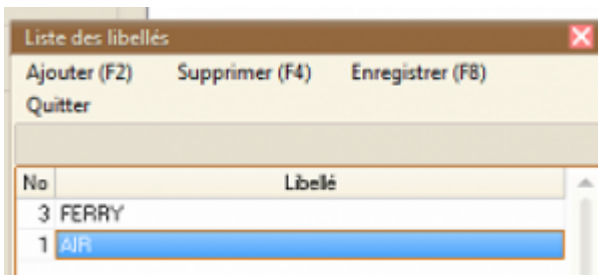 Liste des libellés
Ajouter (F2) Supprimer (F4) Enregistrer (F8)
Quitter
No Libellé
3 FERRY
1 AIR